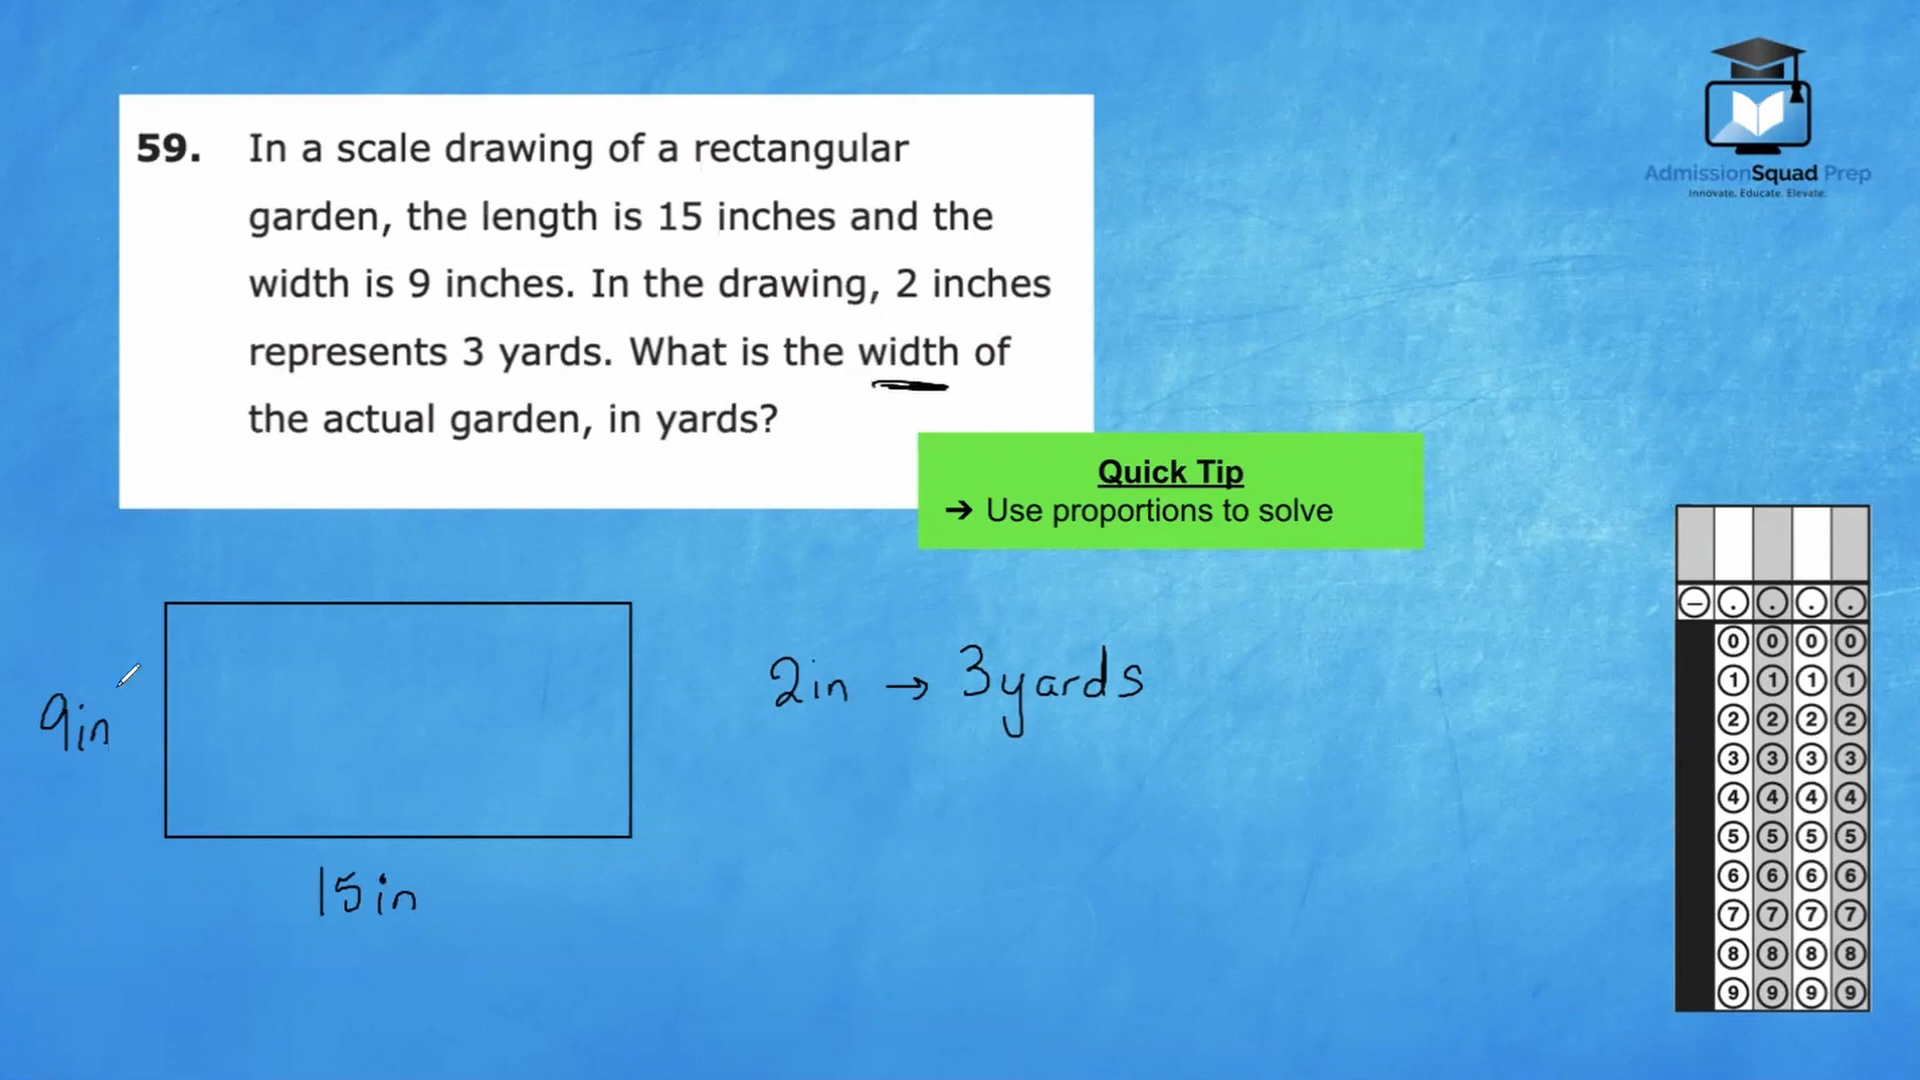 AdmissionSquad Prep
Innovate. Educate. Elevate.
59. In a scale drawing of a rectangular
garden, the length is 15 inches and the
width is 9 inches. In the drawing, 2 inches
represents 3 yards. What is the width of
the actual garden, in yards?
Quick Tip
➔ Use proportions to solve
2in → 3yards
9in
15in
− . . . .
0 0 0 0
1 1 1 1
2 2 2 2
3 3 3 3
4 4 4 4
5 5 5 5
6 6 6 6
7 7 7 7
8 8 8 8
9 9 9 9